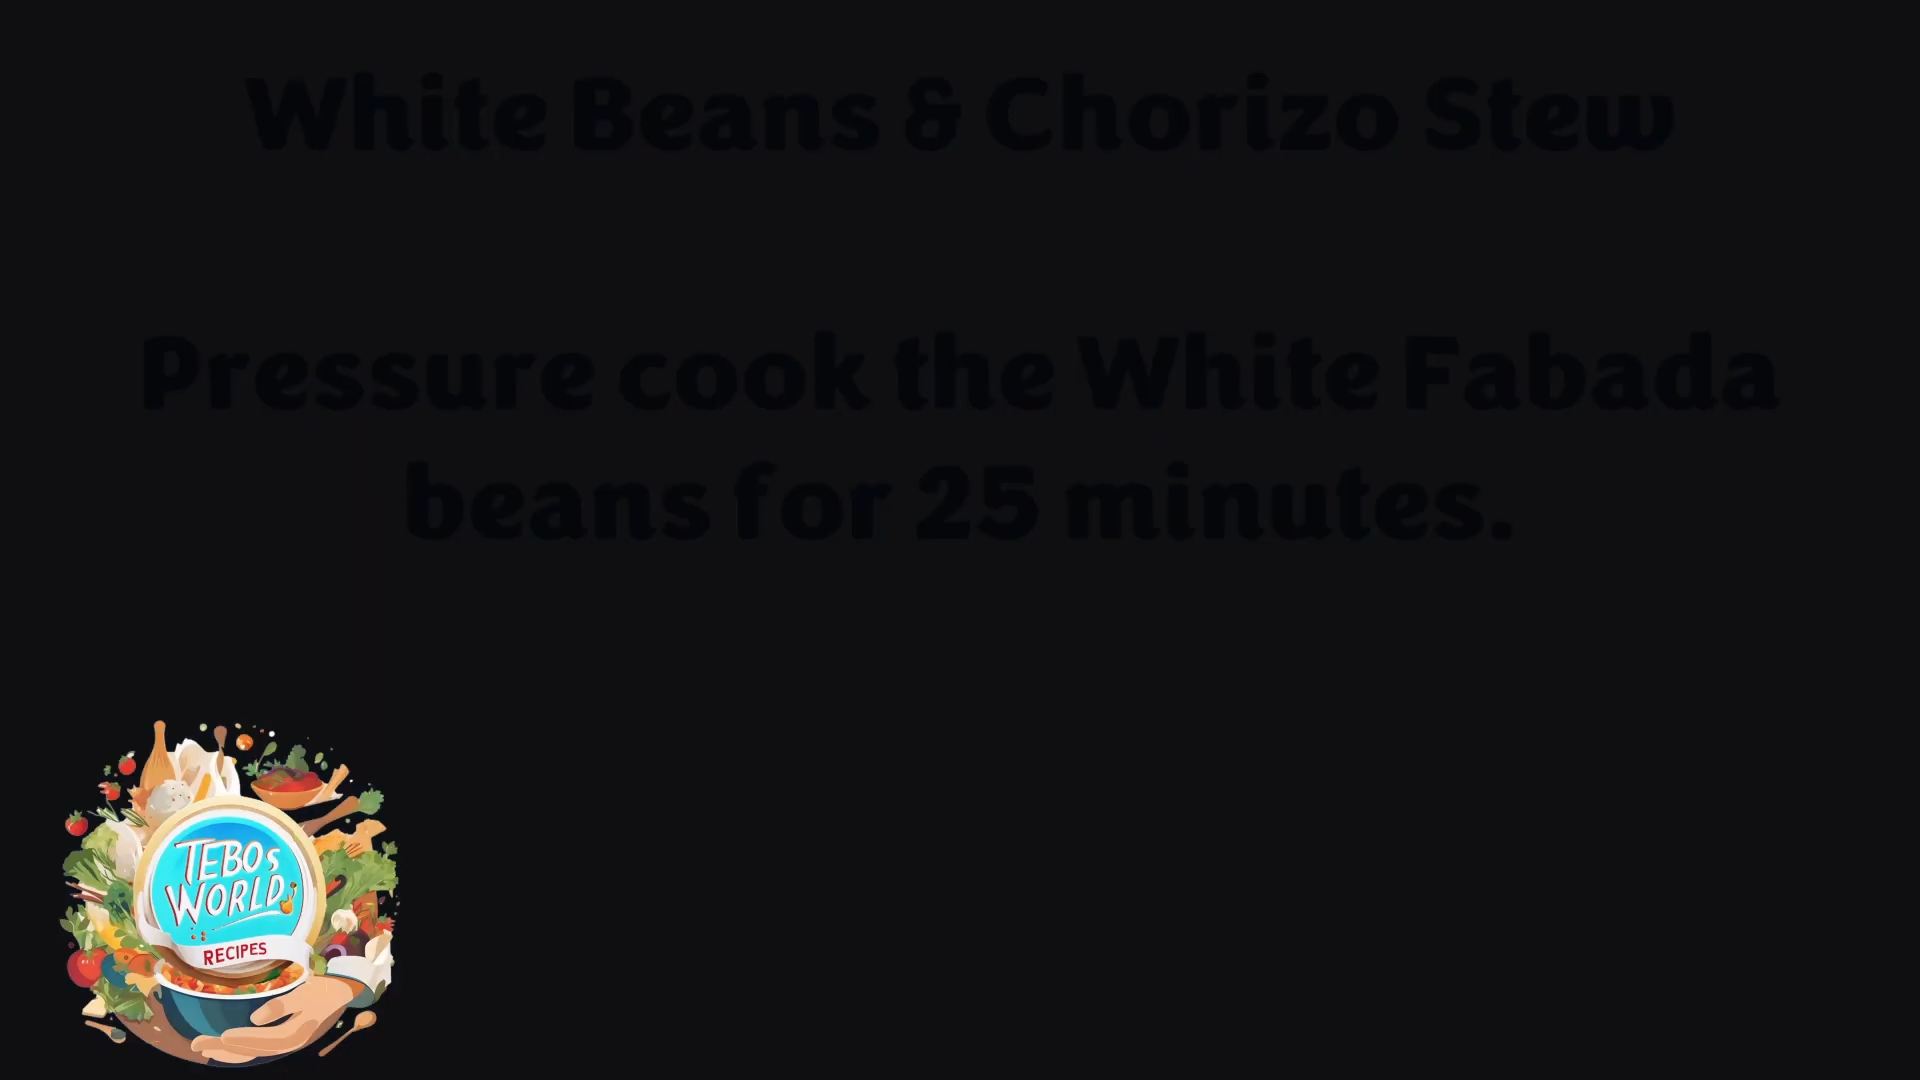 White Beans & Chorizo Stew
Pressure cook the White Fabada
beans for 25 minutes.
TEBOS
WORLD
RECIPES